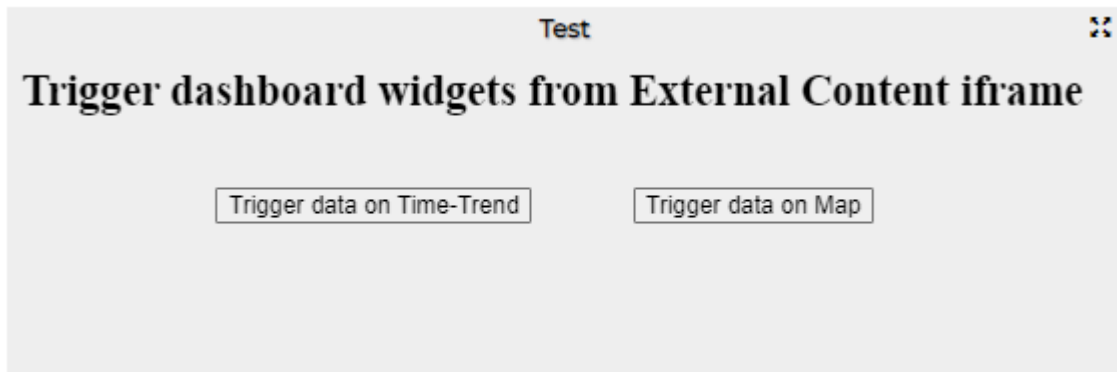 Test
Trigger dashboard widgets from External Content iframe
Trigger data on Time-Trend
Trigger data on Map